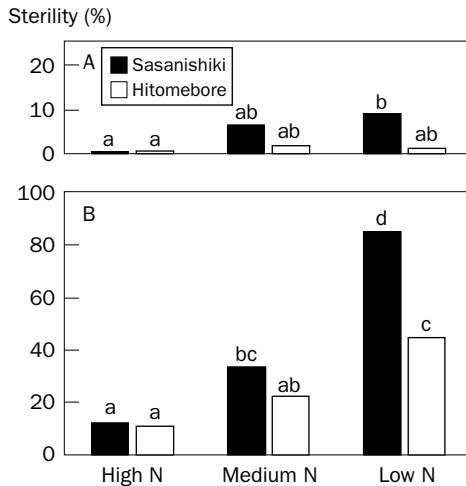 Sterility (%)
20
10
0
A
Sasanishiki
Hitomebore
a a ab ab b ab
100
80
60
40
20
0
B
a a bc ab d c
High N Medium N Low N